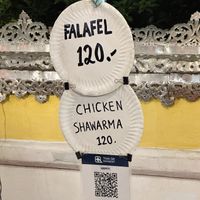 FALAFEL
120.-
CHICKEN
SHAWARMA
120.